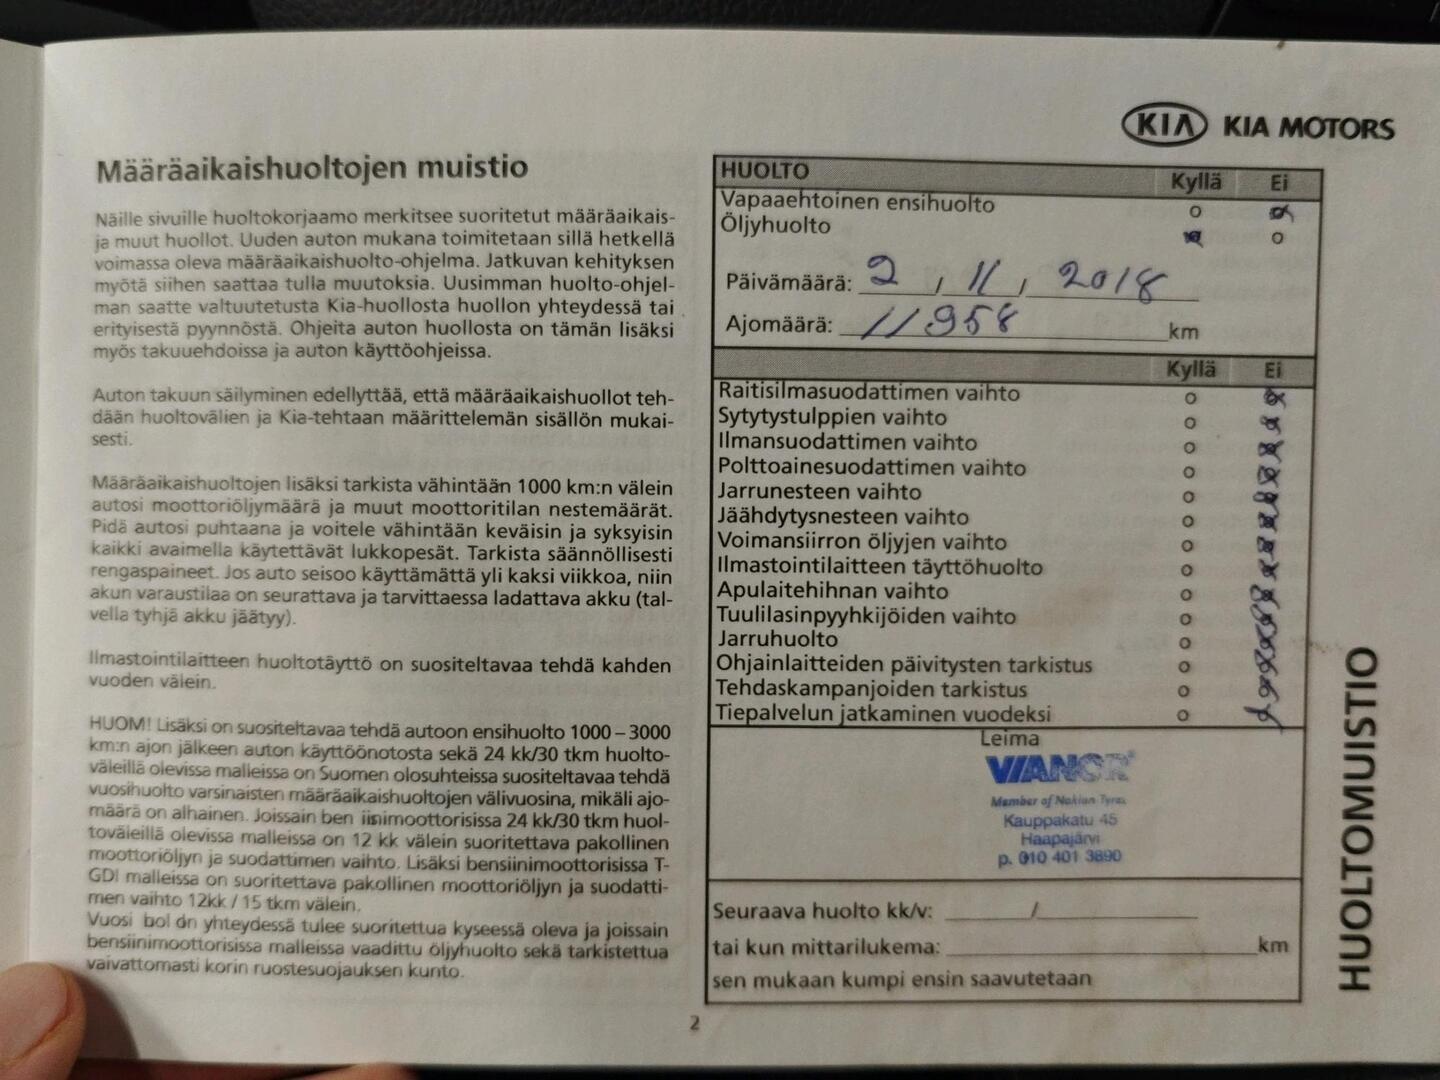 Määräaikaishuoltojen muistio
Näille sivuille huoltokorjaamo merkitsee suoritetut määräaikais-
ja muut huollot. Uuden auton mukana toimitetaan sillä hetkellä
voimassa oleva määräaikaishuolto-ohjelma. Jatkuvan kehityksen
myötä siihen saattaa tulla muutoksia. Uusimman huolto-ohjel-
man saatte valtuutetusta Kia-huollosta huollon yhteydessä tai
erityisestä pyynnöstä. Ohjeita auton huollosta on tämän lisäksi
myös takuuehdoissa ja auton käyttöohjeissa.
Auton takuun säilyminen edellyttää, että määräaikaishuollot teh-
dään huoltovälien ja Kia-tehtaan määrittelemän sisällön mukai-
sesti.
Määräaikaishuoltojen lisäksi tarkista vähintään 1000 km:n välein
autosi moottoriöljymäärä ja muut moottoritilan nestemäärät.
Pidä autosi puhtaana ja voitele vähintään keväisin ja syksyisin
kaikki avaimella käytettävät lukkopesät. Tarkista säännöllisesti
rengaspaineet. Jos auto seisoo käyttämättä yli kaksi viikkoa, niin
akun varaustilaa on seurattava ja tarvittaessa ladattava akku (tal-
vella tyhjä akku jäätyy).
Ilmastointilaitteen huoltotäyttö on suositeltavaa tehdä kahden
vuoden välein.
HUOM! Lisäksi on suositeltavaa tehdä autoon ensihuolto 1000 – 3000
km:n ajon jälkeen auton käyttöönotosta sekä 24 kk/30 tkm huolto-
väleillä olevissa malleissa on Suomen olosuhteissa suositeltavaa tehdä
vuosihuolto varsinaisten määräaikaishuoltojen välivuosina, mikäli ajo-
määrä on alhainen. Joissain ben iinimoottorisissa 24 kk/30 tkm huol-
toväleillä olevissa malleissa on 12 kk välein suoritettava pakollinen
moottoriöljyn ja suodattimen vaihto. Lisäksi bensiinimoottorisissa T-
GDI malleissa on suoritettava pakollinen moottoriöljyn ja suodatti-
men vaihto 12kk / 15 tkm välein.
Vuosi on yhteydessä tulee suoritettua kyseessä oleva ja joissain
bensiinimoottorisissa malleissa vaadittu öljyhuolto sekä tarkistettua
vaivattomasti korin ruostesuojauksen kunto.
KIA KIA MOTORS
HUOLTO Kyllä Ei
Vapaaehtoinen ensihuolto
Öljyhuolto
Päivämäärä: 2, 11, 2018
Ajomäärä: 11958 km
Kyllä Ei
Raitisilmasuodattimen vaihto
Sytytystulppien vaihto
Ilmansuodattimen vaihto
Polttoainesuodattimen vaihto
Jarrunesteen vaihto
Jäähdytysnesteen vaihto
Voimansiirron öljyjen vaihto
Ilmastointilaitteen täyttöhuolto
Apulaitehihnan vaihto
Tuulilasinpyyhkijöiden vaihto
Jarruhuolto
Ohjainlaitteiden päivitysten tarkistus
Tehdaskampanjoiden tarkistus
Tiepalvelun jatkaminen vuodeksi
Leima
VIANOR
Member of Nokian Tyres
Kauppakatu 45
Haapajärvi
p. 010 401 3890
Seuraava huolto kk/v: /
tai kun mittarilukema: km
sen mukaan kumpi ensin saavutetaan
HUOLTOMUISTIO
2